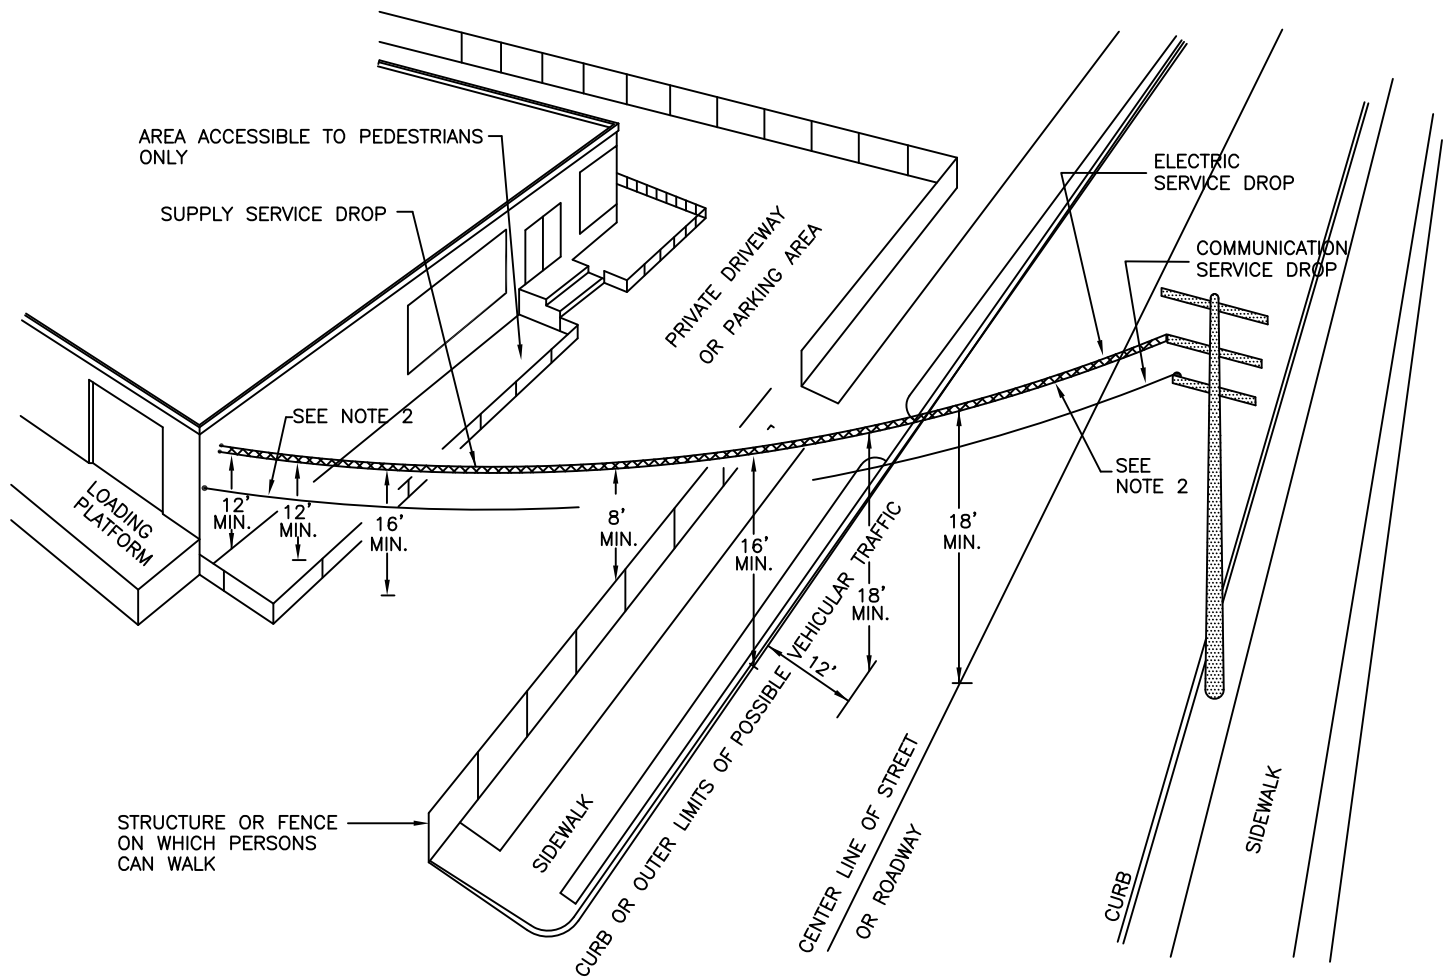 AREA ACCESSIBLE TO PEDESTRIANS
ONLY
SUPPLY SERVICE DROP
ELECTRIC
SERVICE DROP
COMMUNICATION
SERVICE DROP
PRIVATE DRIVEWAY
OR PARKING AREA
SEE NOTE 2
SEE
NOTE 2
LOADING
PLATFORM
12'
MIN.
12'
MIN.
16'
MIN.
8'
MIN.
16'
MIN.
18'
MIN.
18'
MIN.
12'
STRUCTURE OR FENCE
ON WHICH PERSONS
CAN WALK
SIDEWALK
CURB OR OUTER LIMITS OF POSSIBLE VEHICULAR TRAFFIC
CENTER LINE OF STREET
OR ROADWAY
CURB
SIDEWALK